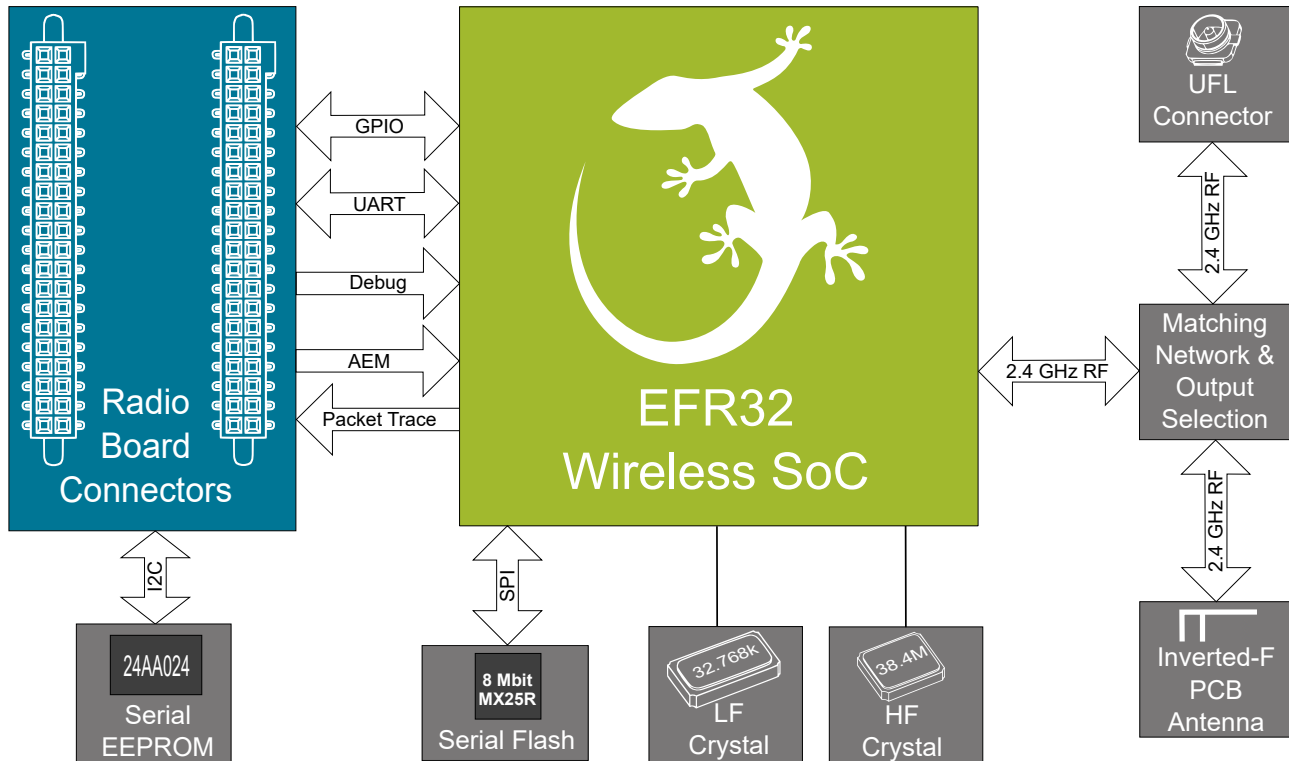 Radio
Board
Connectors
GPIO
UART
Debug
AEM
Packet Trace
EFR32
Wireless SoC
2.4 GHz RF
UFL
Connector
2.4 GHz RF
Matching
Network &
Output
Selection
2.4 GHz RF
Inverted-F
PCB
Antenna
I2C
24AA024
Serial
EEPROM
SPI
8 Mbit
MX25R
Serial Flash
32.768k
LF
Crystal
38.4M
HF
Crystal